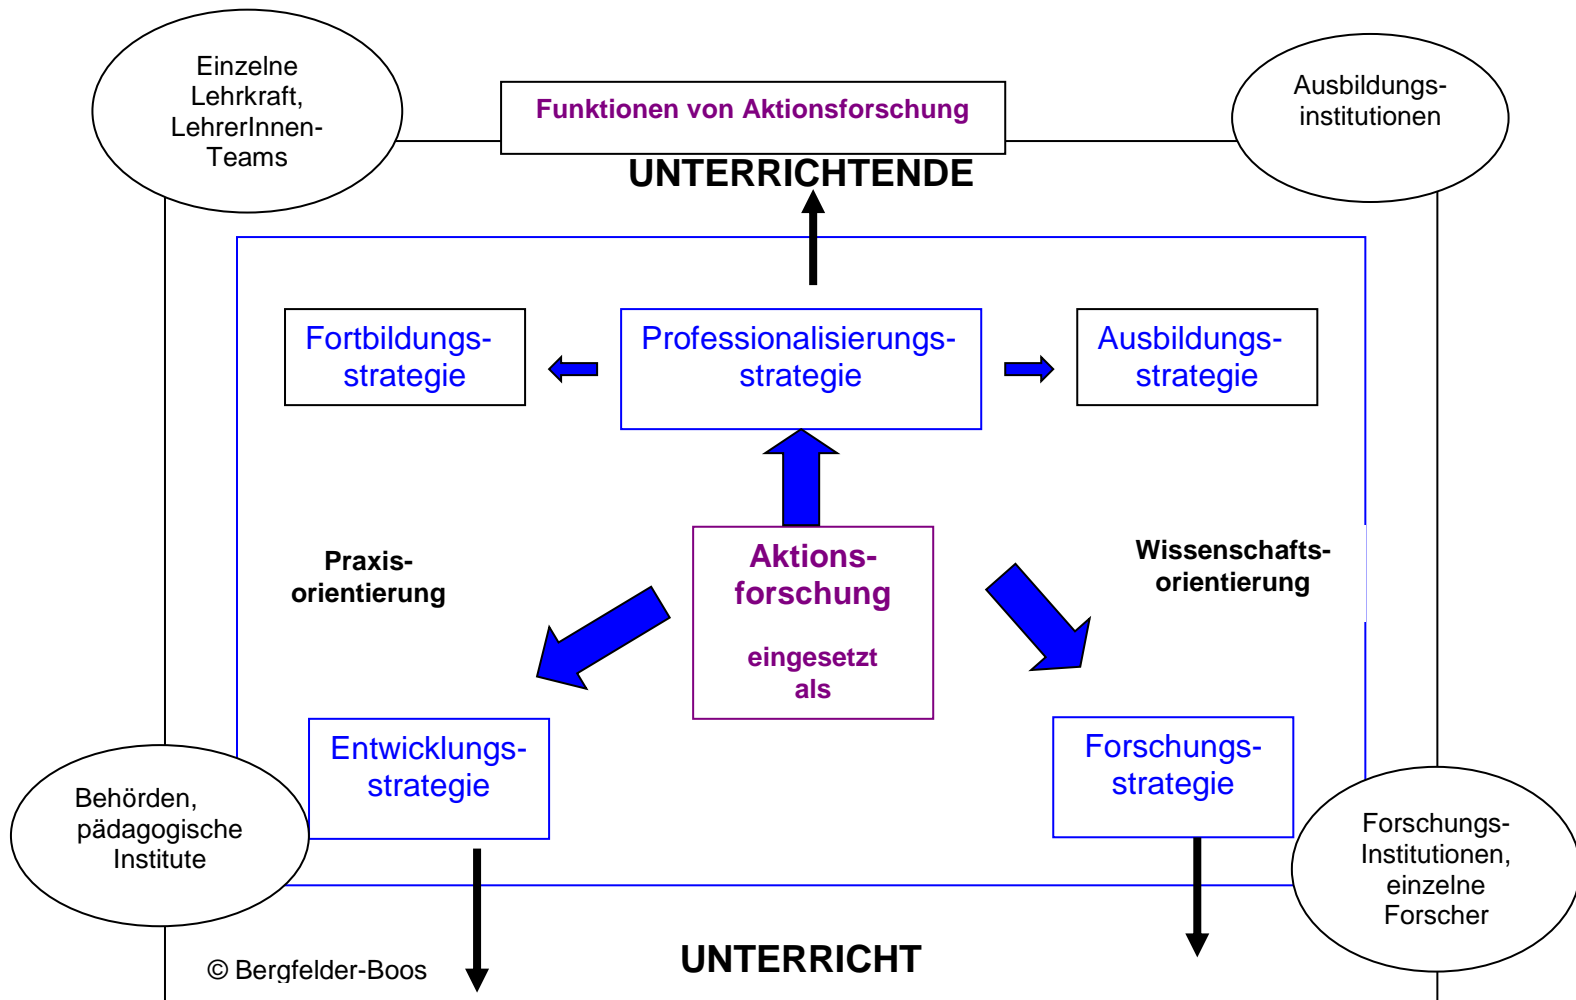 Einzelne
Lehrkraft,
LehrerInnen-
Teams
Funktionen von Aktionsforschung
Ausbildungs-
institutionen
UNTERRICHTENDE
Fortbildungs-
strategie
Professionalisierungs-
strategie
Ausbildungs-
strategie
Praxis-
orientierung
Aktions-
forschung
eingesetzt
als
Wissenschafts-
orientierung
Entwicklungs-
strategie
Forschungs-
strategie
Behörden,
pädagogische
Institute
Forschungs-
Institutionen,
einzelne
Forscher
© Bergfelder-Boos
UNTERRICHT